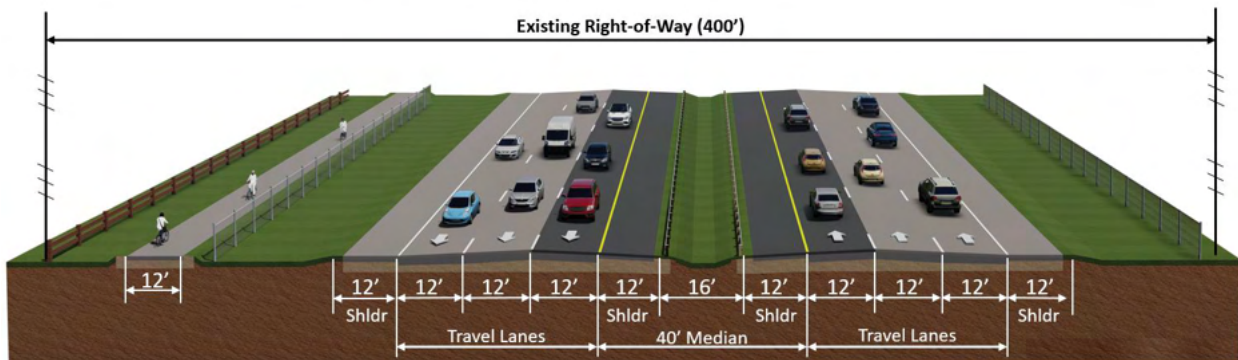 Existing Right-of-Way (400’)
12’
12’ 12’ 12’ 12’ 12’ 16’ 12’ 12’ 12’ 12’ 12’
Shldr Shldr Shldr Shldr
Travel Lanes 40’ Median Travel Lanes